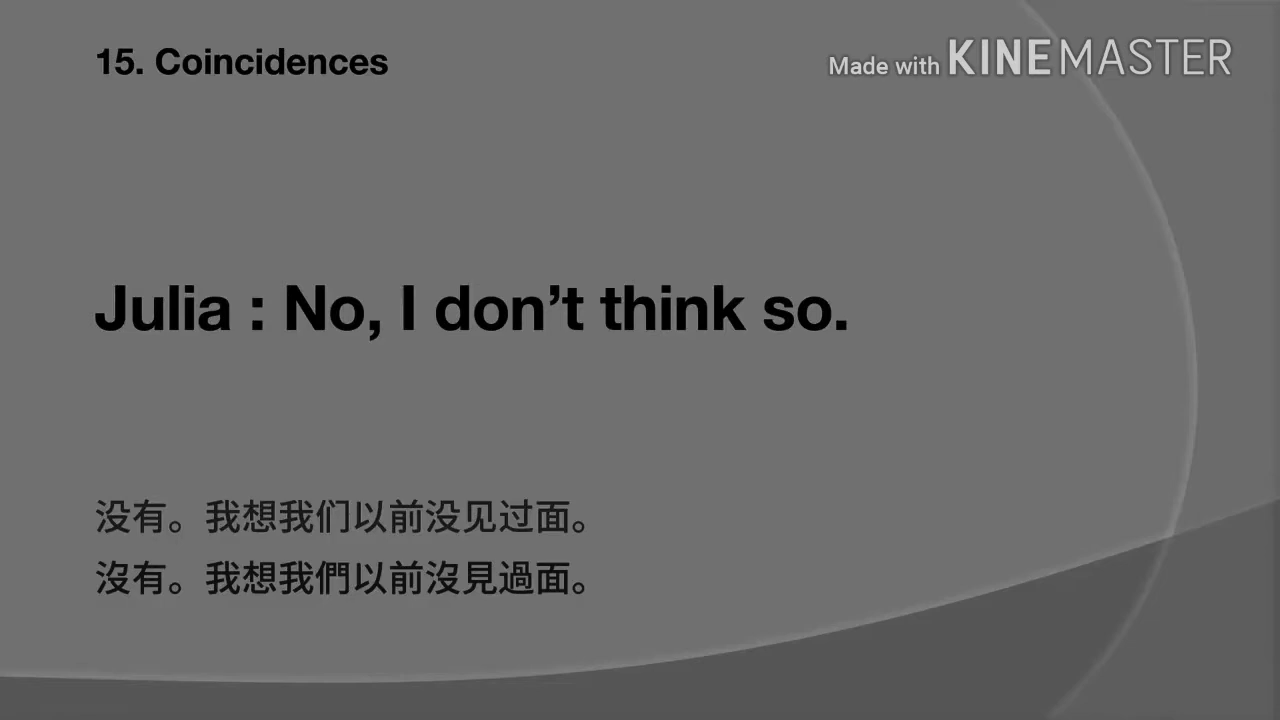 15. Coincidences
Made with KINEMASTER
Julia : No, I don’t think so.
没有。我想我们以前没见过面。
沒有。我想我們以前沒見過面。